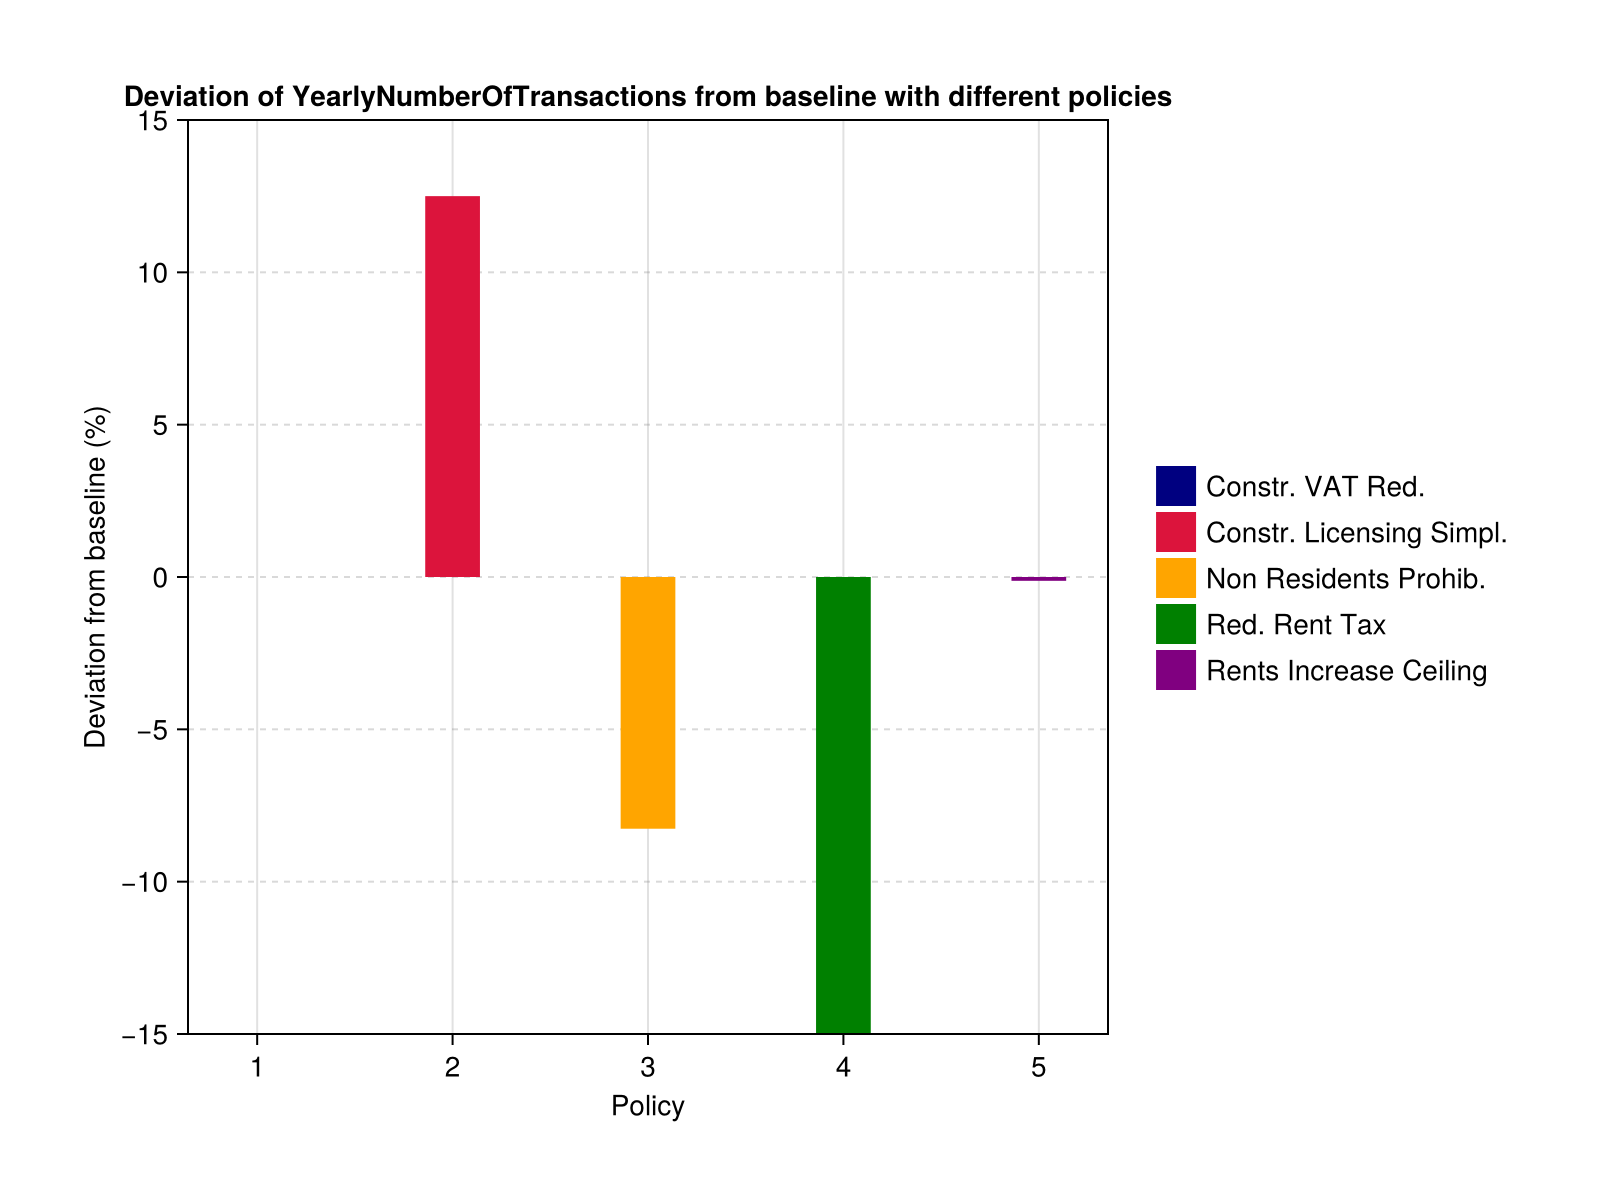 Deviation of YearlyNumberOfTransactions from baseline with different policies
15
10
5
0
−5
−10
−15
Deviation from baseline (%)
1 2 3 4 5
Policy
Constr. VAT Red.
Constr. Licensing Simpl.
Non Residents Prohib.
Red. Rent Tax
Rents Increase Ceiling